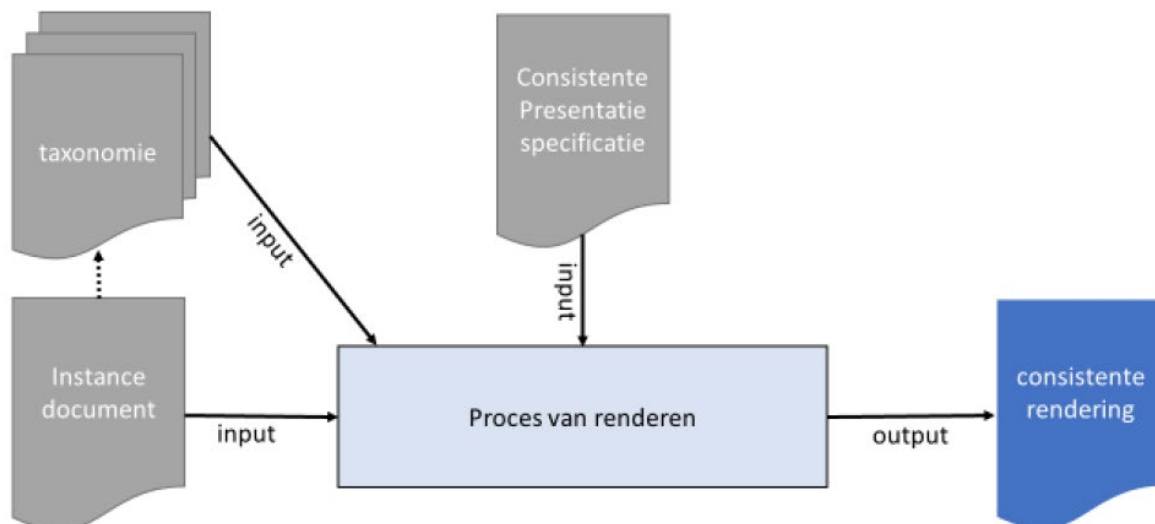 taxonomie
Consistente
Presentatie
specificatie
input
input
Instance
document
input
Proces van renderen
output
consistente
rendering